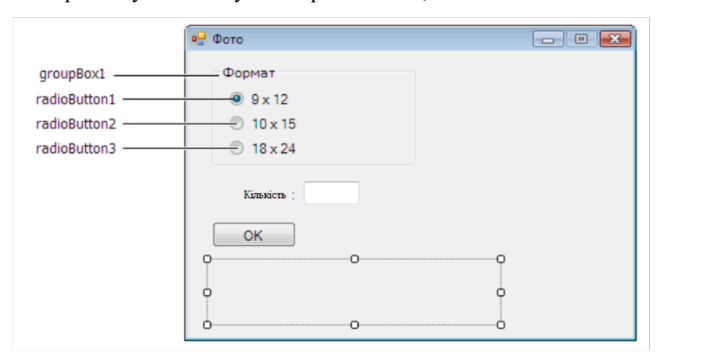 Фото
groupBox1
Формат
radioButton1
9 x 12
radioButton2
10 x 15
radioButton3
18 x 24
Кількість :
OK